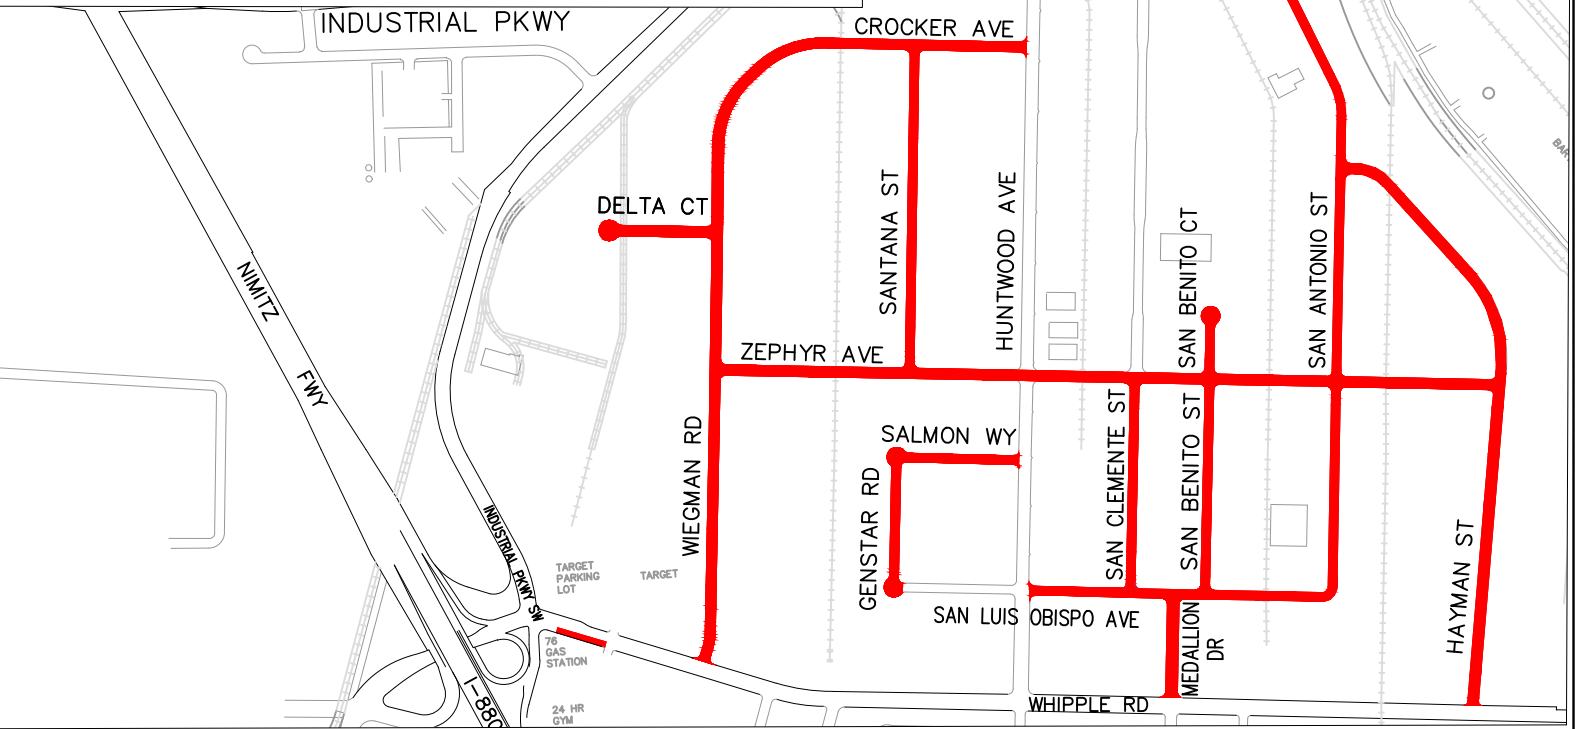 INDUSTRIAL PKWY
CROCKER AVE
DELTA CT
SANTANA ST
HUNTWOOD AVE
SAN BENITO CT
SAN ANTONIO ST
NIMITZ
FWY
ZEPHYR AVE
WIEGMAN RD
SALMON WY
GENSTAR RD
SAN CLEMENTE ST
SAN BENITO ST
HAYMAN ST
INDUSTRIAL PKWY SW
TARGET
PARKING
LOT
TARGET
SAN LUIS OBISPO AVE
MEDALLION
DR
76
GAS
STATION
I-880
24 HR
GYM
WHIPPLE RD